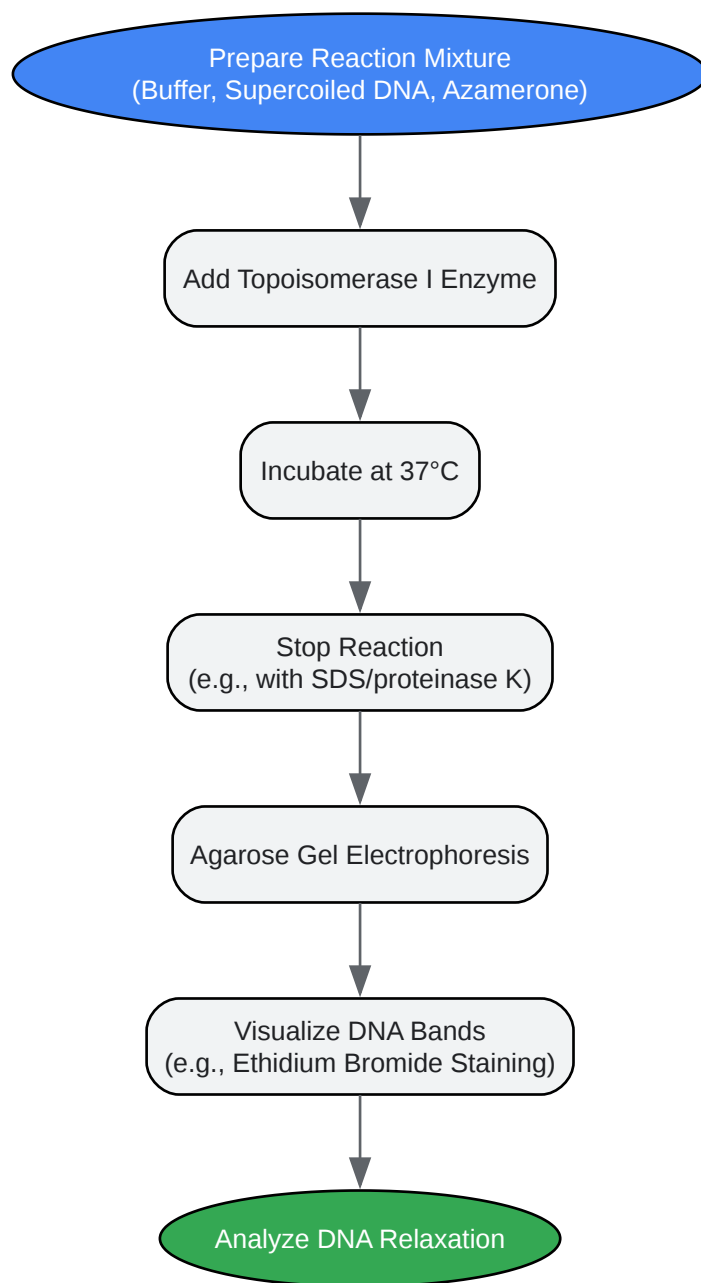 Prepare Reaction Mixture
(Buffer, Supercoiled DNA, Azamerone)
Add Topoisomerase I Enzyme
Incubate at 37°C
Stop Reaction
(e.g., with SDS/proteinase K)
Agarose Gel Electrophoresis
Visualize DNA Bands
(e.g., Ethidium Bromide Staining)
Analyze DNA Relaxation